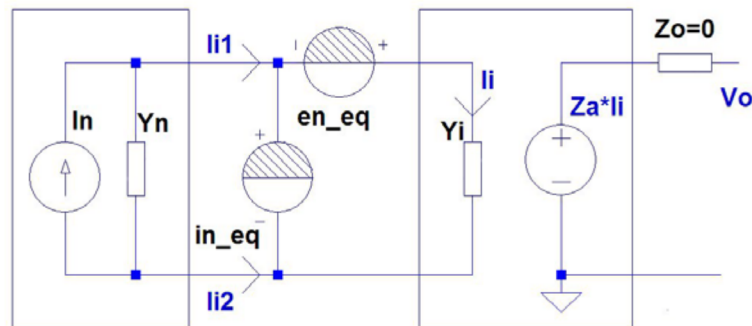 Zo=0
Ii1
Ii
Vo
In
Yn
en_eq
Yi
Za*Ii
in_eq
Ii2